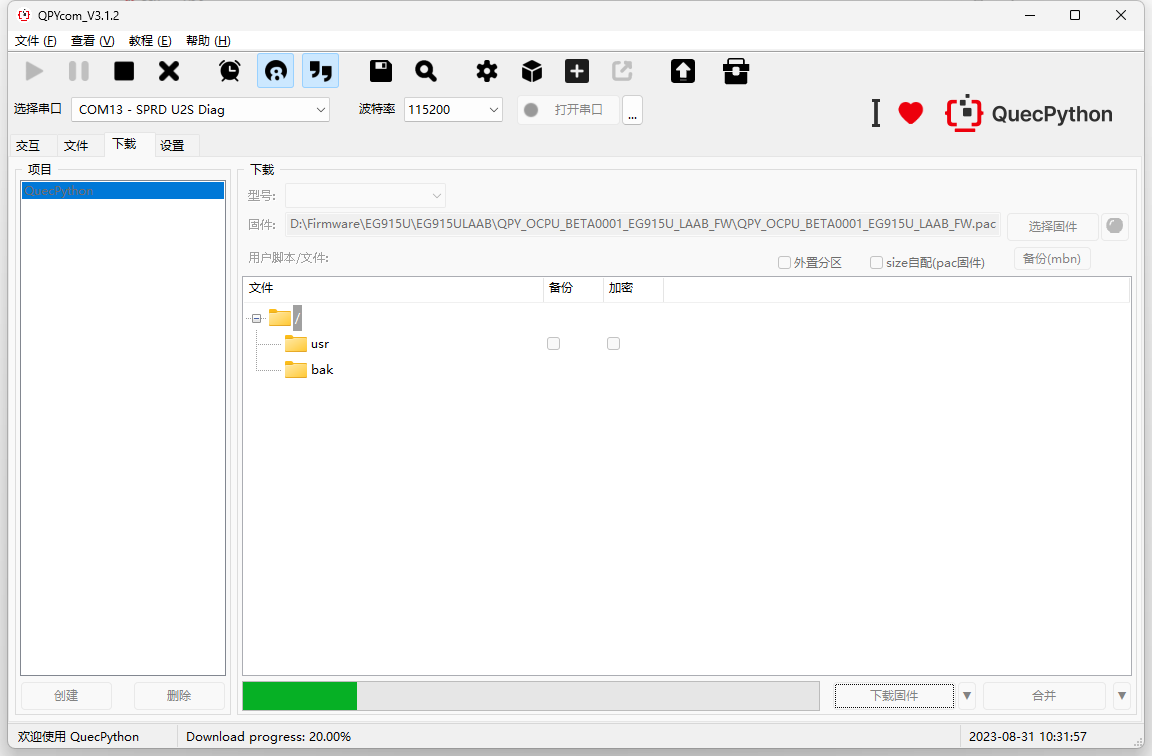 QPYcom_V3.1.2
文件 (F) 查看 (V) 教程 (E) 帮助 (H)
选择串口 COM13 - SPRD U2S Diag 波特率 115200 打开串口 ...
I QuecPython
交互 文件 下载 设置
项目
QuecPython
下载
型号:
固件: D:\Firmware\EG915U\EG915ULAAB\QPY_OCPU_BETA0001_EG915U_LAAB_FW\QPY_OCPU_BETA0001_EG915U_LAAB_FW.pac 选择固件
用户脚本/文件: 外置分区 size自配(pac固件) 备份(mbn)
文件 备份 加密
/
usr
bak
创建 删除 下载固件 合并
欢迎使用 QuecPython Download progress: 20.00% 2023-08-31 10:31:57